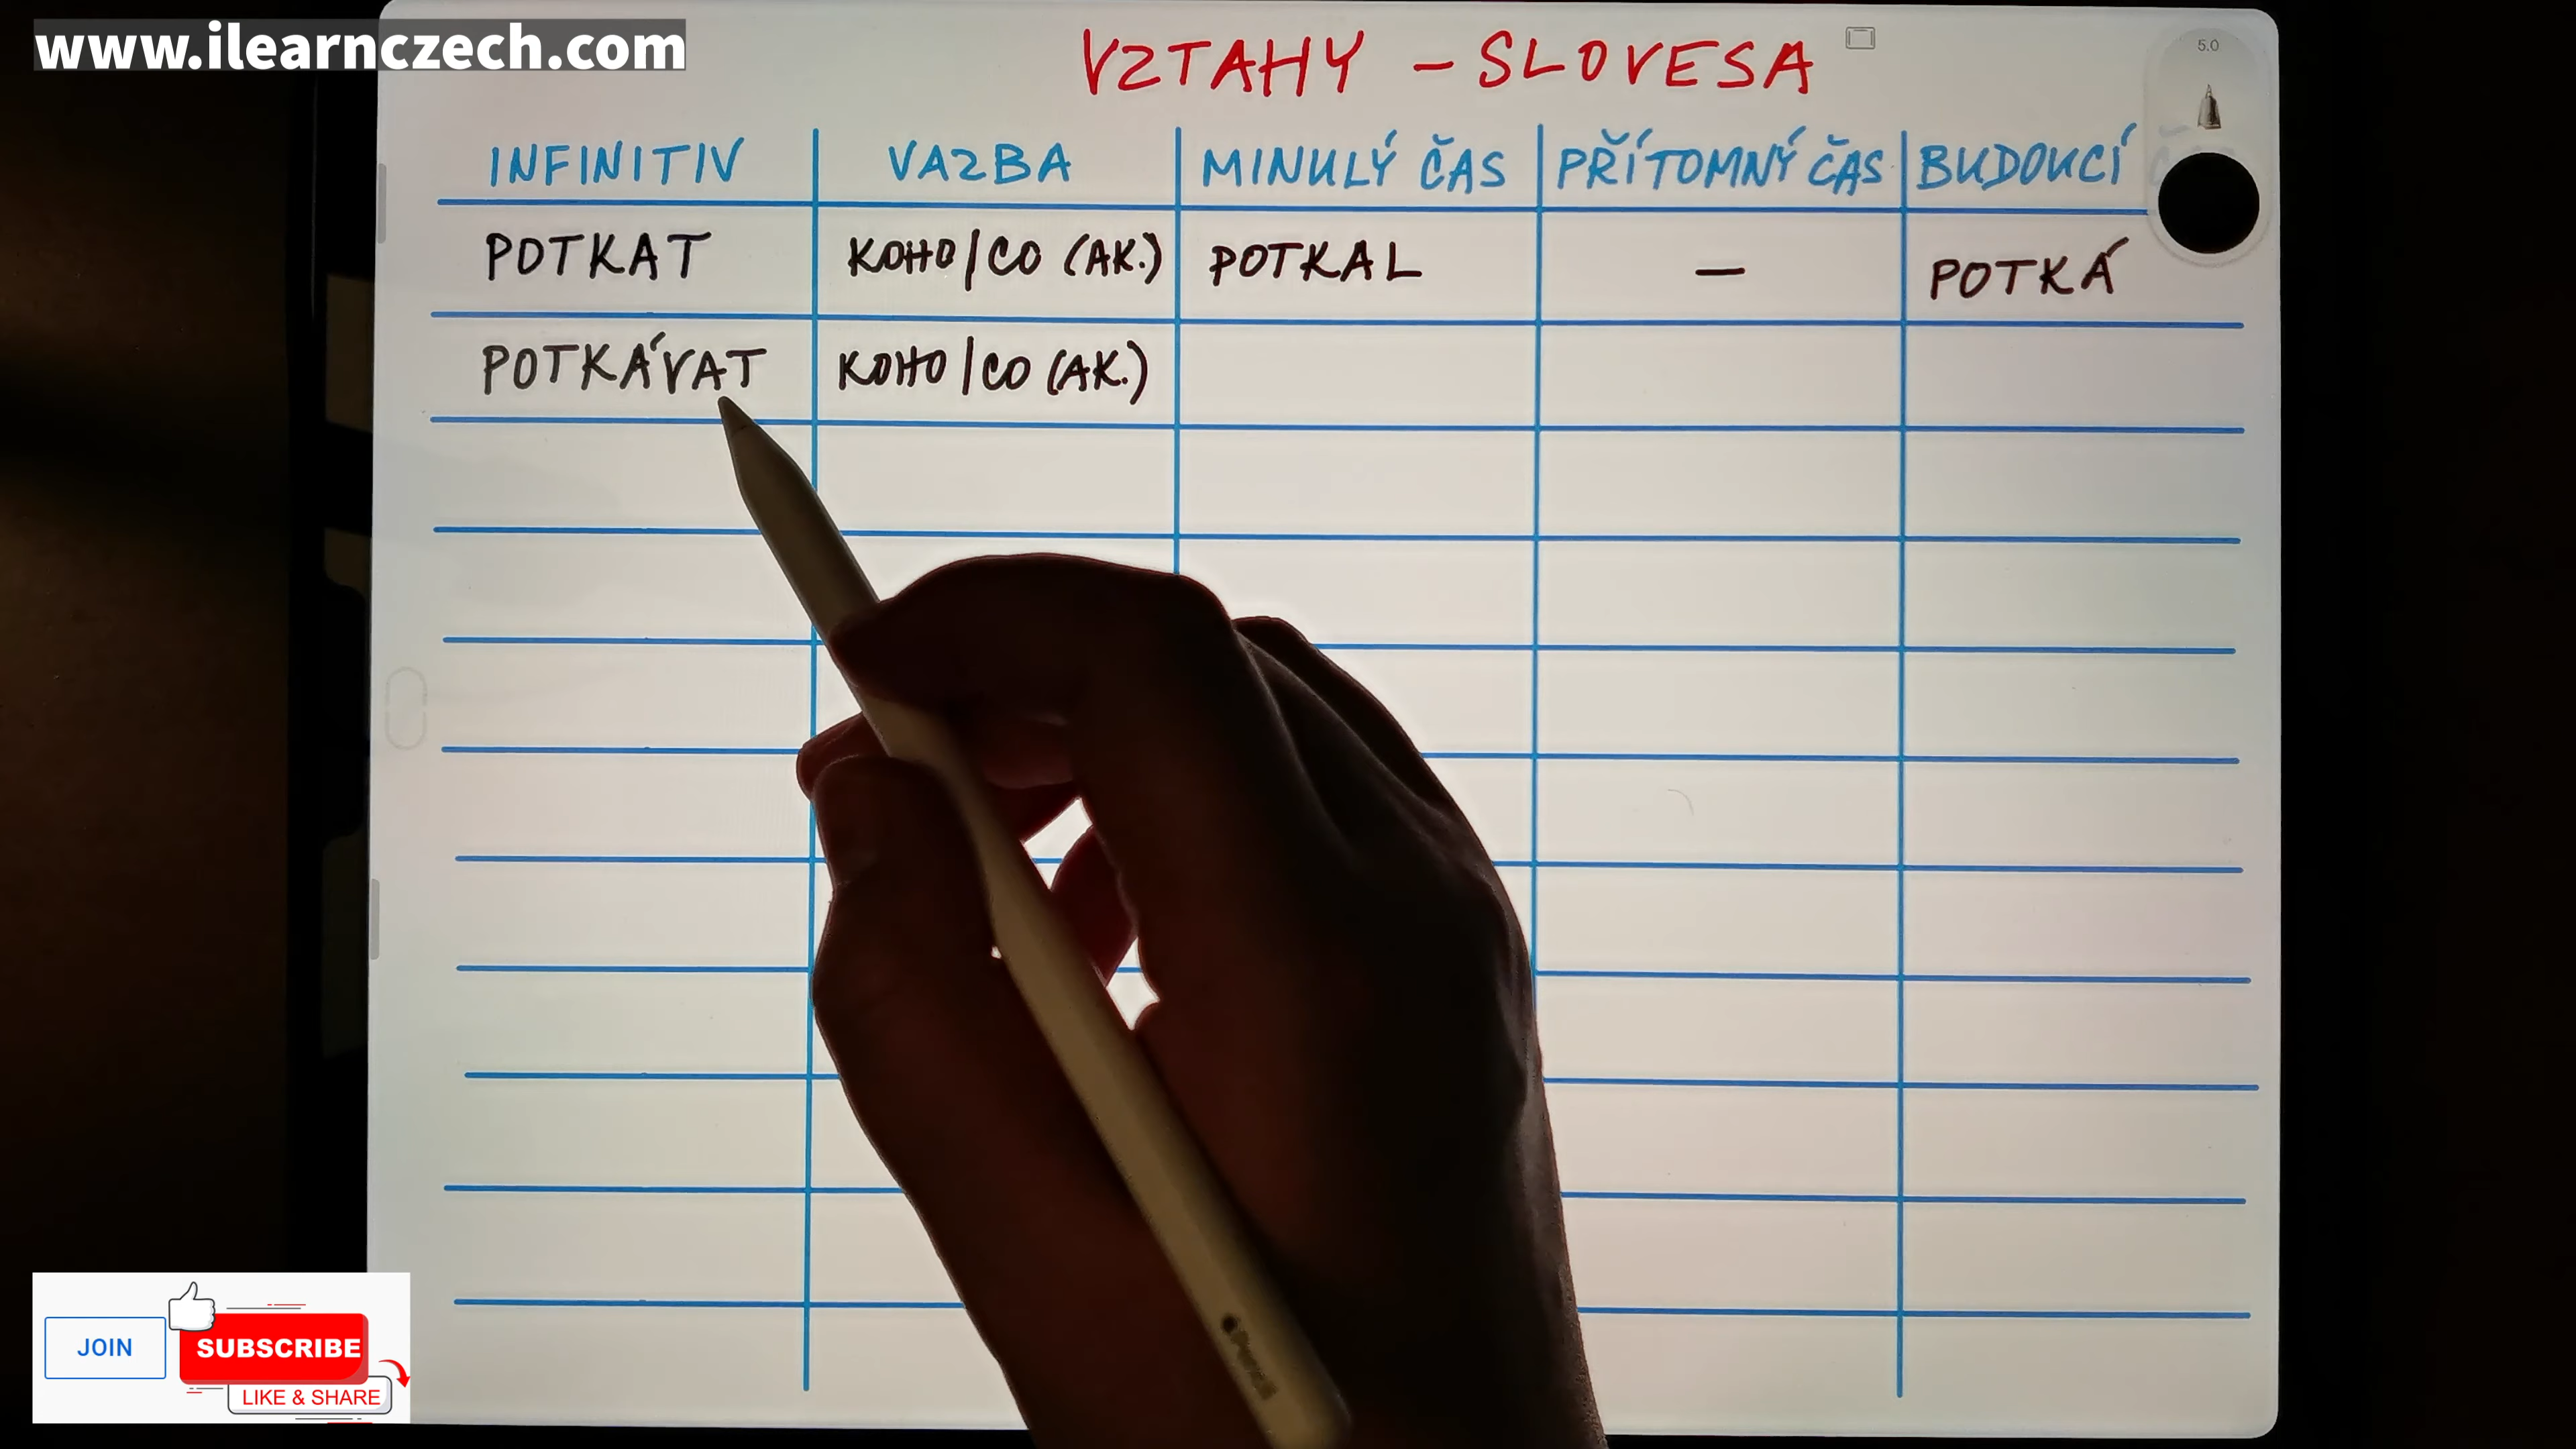 www.ilearnczech.com
VZTAHY - SLOVESA
5.0
INFINITIV VAZBA MINULÝ ČAS PŘÍTOMNÝ ČAS BUDOUCÍ
POTKAT KOHO/CO (AK.) POTKAL — POTKÁ
POTKÁVAT KOHO/CO (AK.)
JOIN
SUBSCRIBE
LIKE & SHARE